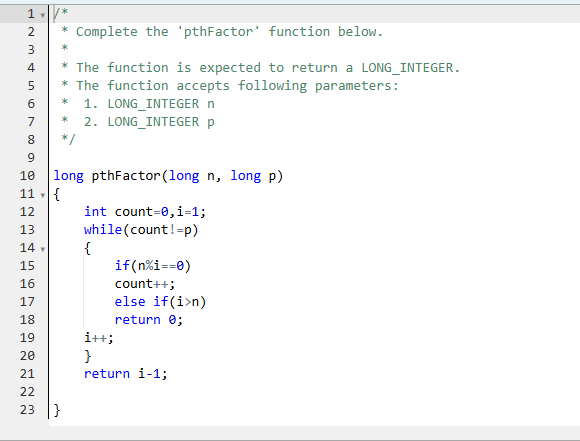 1 /*
2  * Complete the 'pthFactor' function below.
3  *
4  * The function is expected to return a LONG_INTEGER.
5  * The function accepts following parameters:
6  *  1. LONG_INTEGER n
7  *  2. LONG_INTEGER p
8  */
9
10 long pthFactor(long n, long p)
11 {
12     int count=0,i=1;
13     while(count!=p)
14     {
15         if(n%i==0)
16         count++;
17         else if(i>n)
18         return 0;
19     i++;
20     }
21     return i-1;
22
23 }